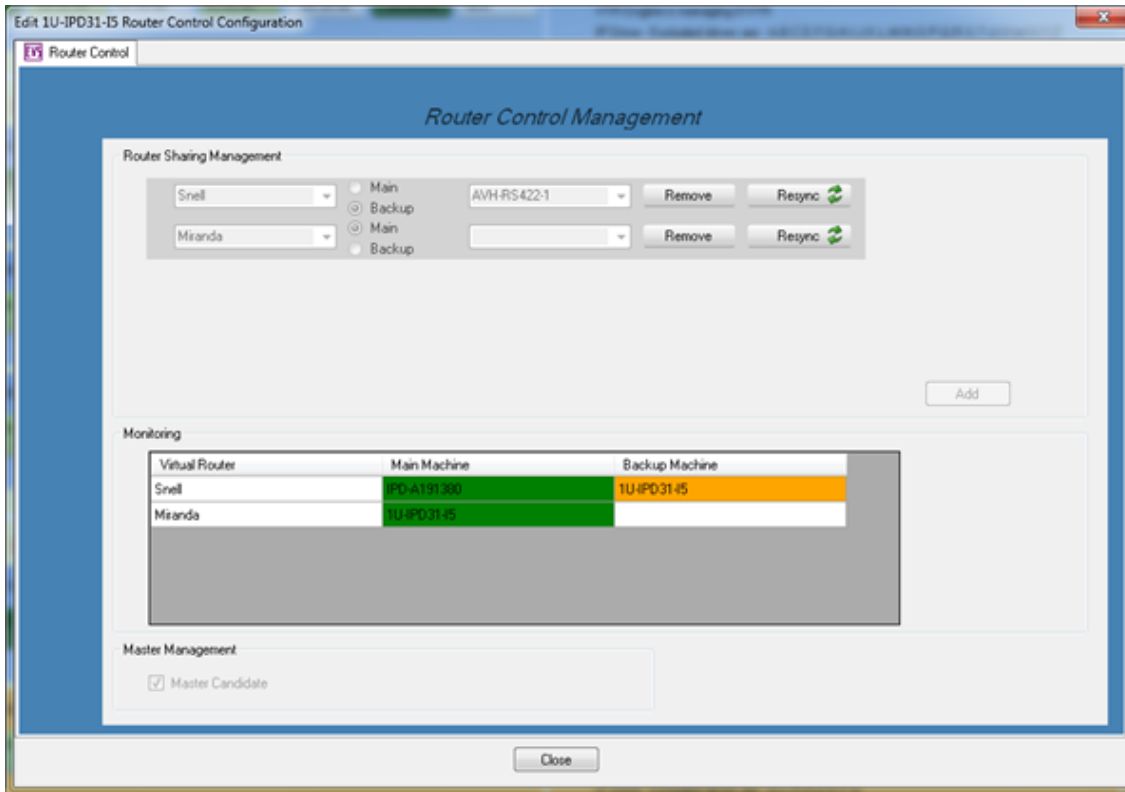 Edit 1U-IPD31-I5 Router Control Configuration
Router Control
Router Control Management
Router Sharing Management
Snell Main Backup AVH-RS422-1 Remove Resync
Miranda Main Backup Remove Resync
Add
Monitoring
Virtual Router Main Machine Backup Machine
Snell IPD-A191380 1U-IPD31-I5
Miranda 1U-IPD31-I5
Master Management
Master Candidate
Close